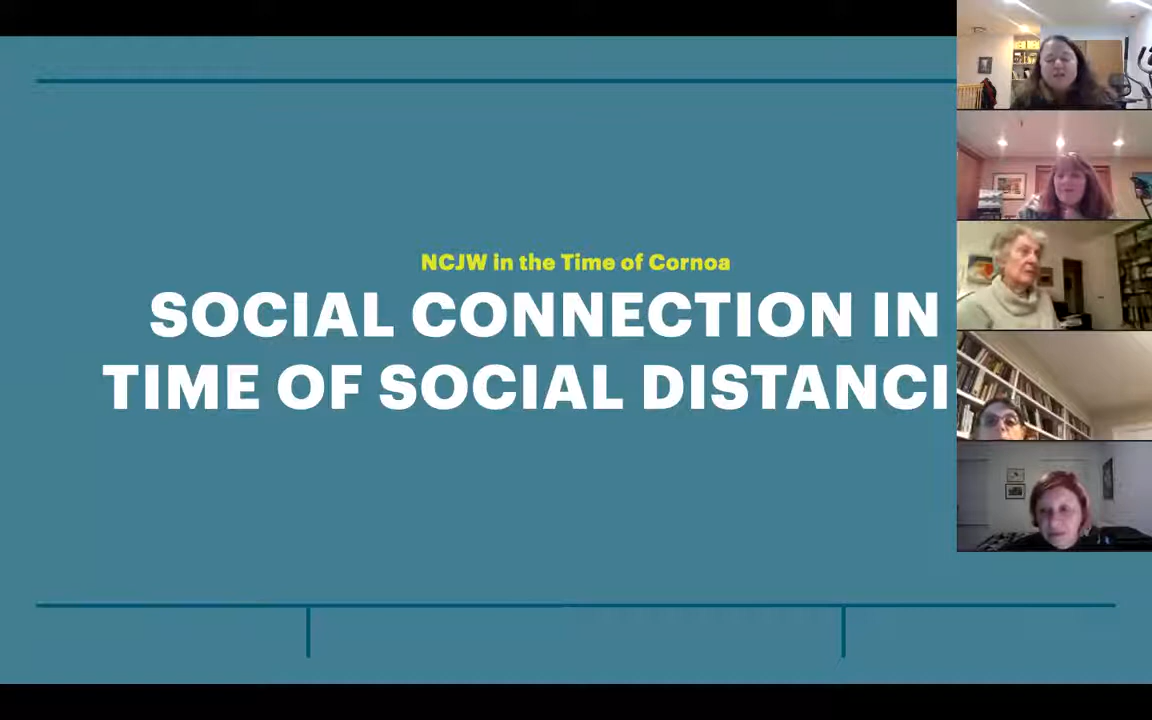 NCJW in the Time of Cornoa
SOCIAL CONNECTION IN
TIME OF SOCIAL DISTANCI